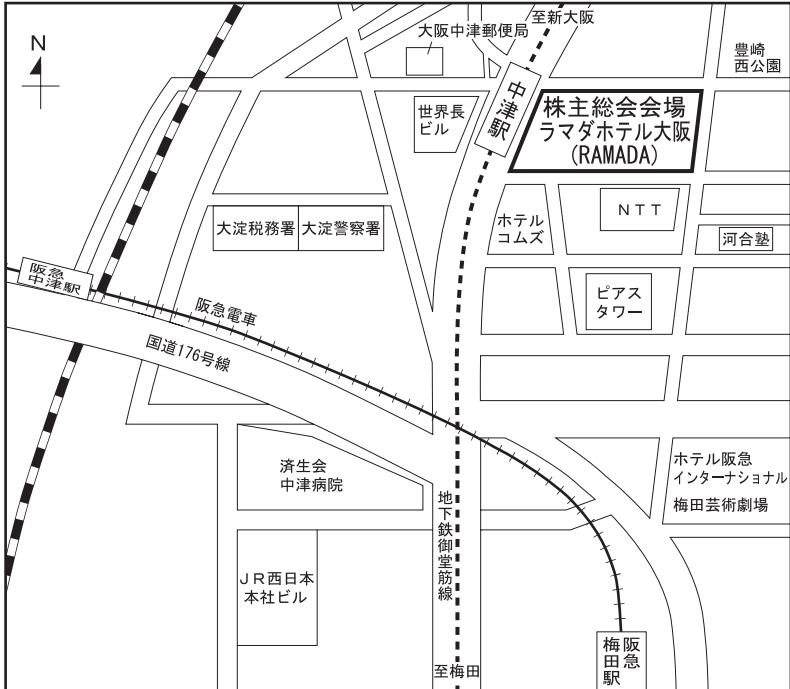 至新大阪
大阪中津郵便局
N
豊崎
西公園
中津駅
世界長
ビル
株主総会会場
ラマダホテル大阪
(RAMADA)
大淀税務署
大淀警察署
ホテル
コムズ
NTT
河合塾
阪急
中津駅
阪急電車
ピアス
タワー
国道176号線
済生会
中津病院
地下鉄御堂筋線
ホテル阪急
インターナショナル
梅田芸術劇場
JR西日本
本社ビル
至梅田
阪急
梅田駅